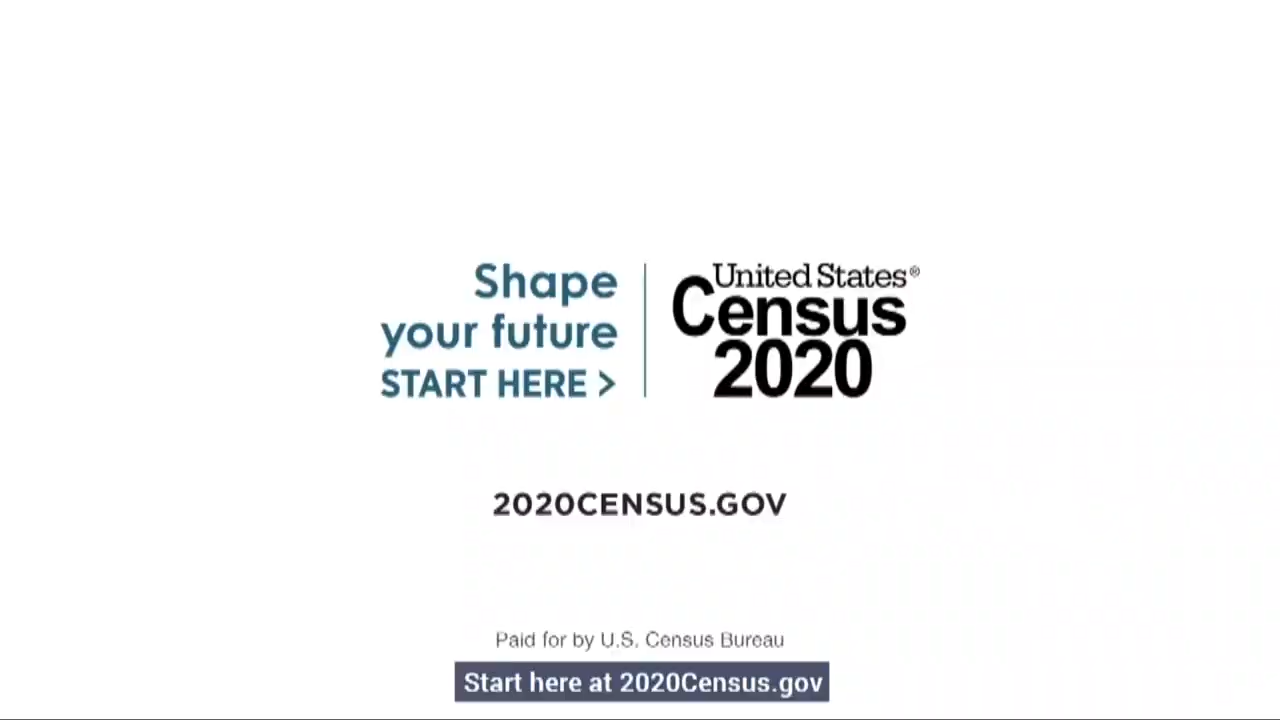 Shape
your future
START HERE >
United States®
Census
2020
2020CENSUS.GOV
Paid for by U.S. Census Bureau
Start here at 2020Census.gov